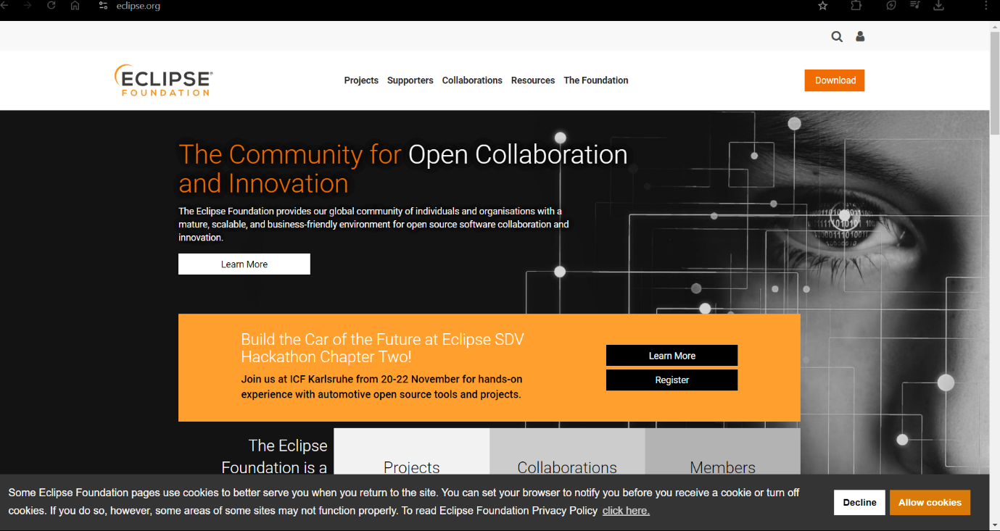 eclipse.org
ECLIPSE®
FOUNDATION
Projects Supporters Collaborations Resources The Foundation
Download
The Community for Open Collaboration
and Innovation
The Eclipse Foundation provides our global community of individuals and organisations with a
mature, scalable, and business-friendly environment for open source software collaboration and
innovation.
Learn More
Build the Car of the Future at Eclipse SDV
Hackathon Chapter Two!
Join us at ICF Karlsruhe from 20-22 November for hands-on
experience with automotive open source tools and projects.
Learn More
Register
The Eclipse
Foundation is a
Projects
Collaborations
Members
Some Eclipse Foundation pages use cookies to better serve you when you return to the site. You can set your browser to notify you before you receive a cookie or turn off
cookies. If you do so, however, some areas of some sites may not function properly. To read Eclipse Foundation Privacy Policy click here.
Decline
Allow cookies